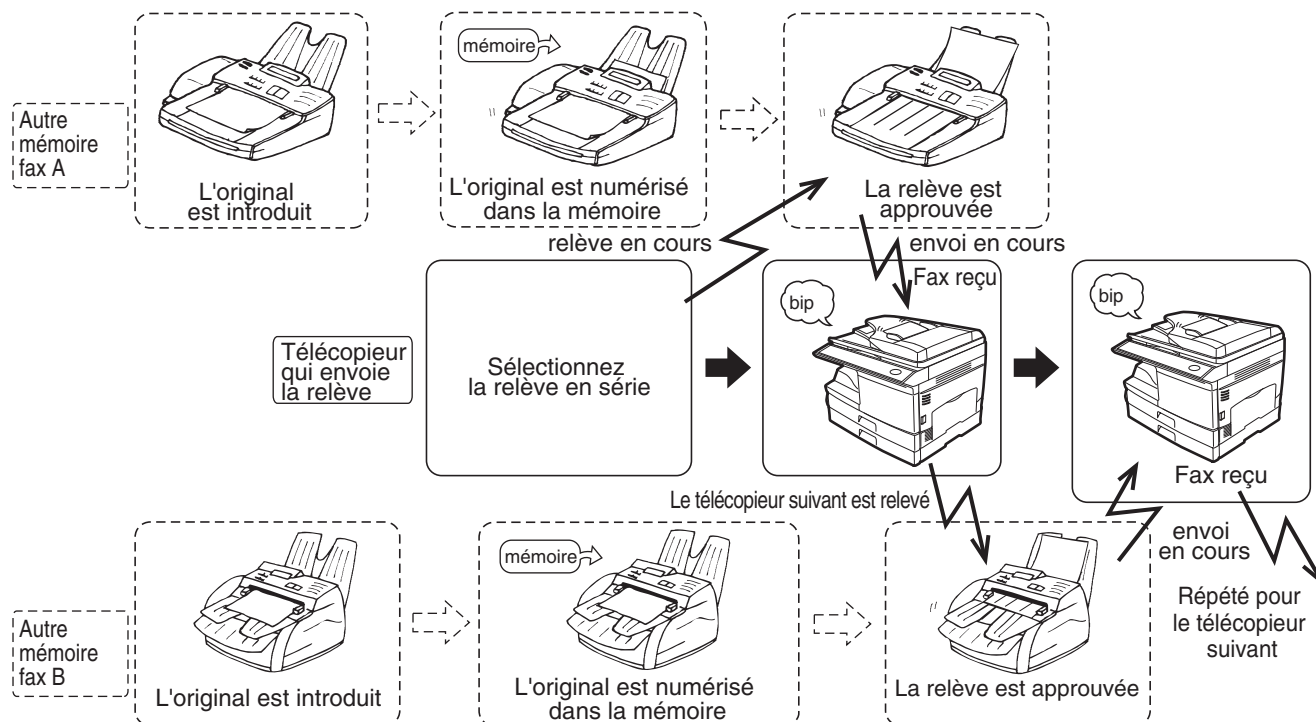 Autre
mémoire
fax A
L'original
est introduit
mémoire
L'original est numérisé
dans la mémoire
La relève est
approuvée
relève en cours
envoi en cours
Télécopieur
qui envoie
la relève
Sélectionnez
la relève en série
bip
Fax reçu
bip
Fax reçu
Le télécopieur suivant est relevé
envoi
en cours
Répété pour
le télécopieur
suivant
Autre
mémoire
fax B
L'original est introduit
mémoire
L'original est numérisé
dans la mémoire
La relève est approuvée